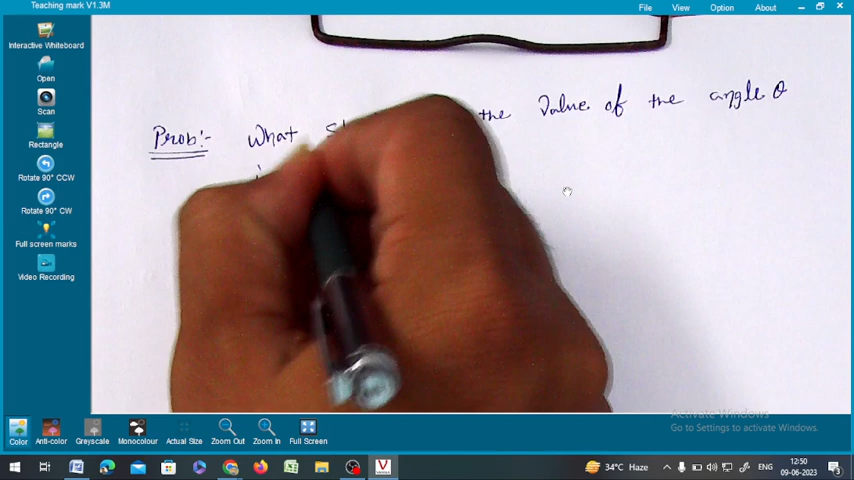 Teaching mark V1.3M
File View Option About
Interactive Whiteboard
Open
Scan
Rectangle
Rotate 90° CCW
Rotate 90° CW
Full screen marks
Video Recording
Prob:- What the Value of the angle θ
Activate Windows
Go to Settings to activate Windows.
Color Anti-color Greyscale Monocolour Actual Size Zoom Out Zoom In Full Screen
34°C Haze ENG 12:50
09-06-2023 3